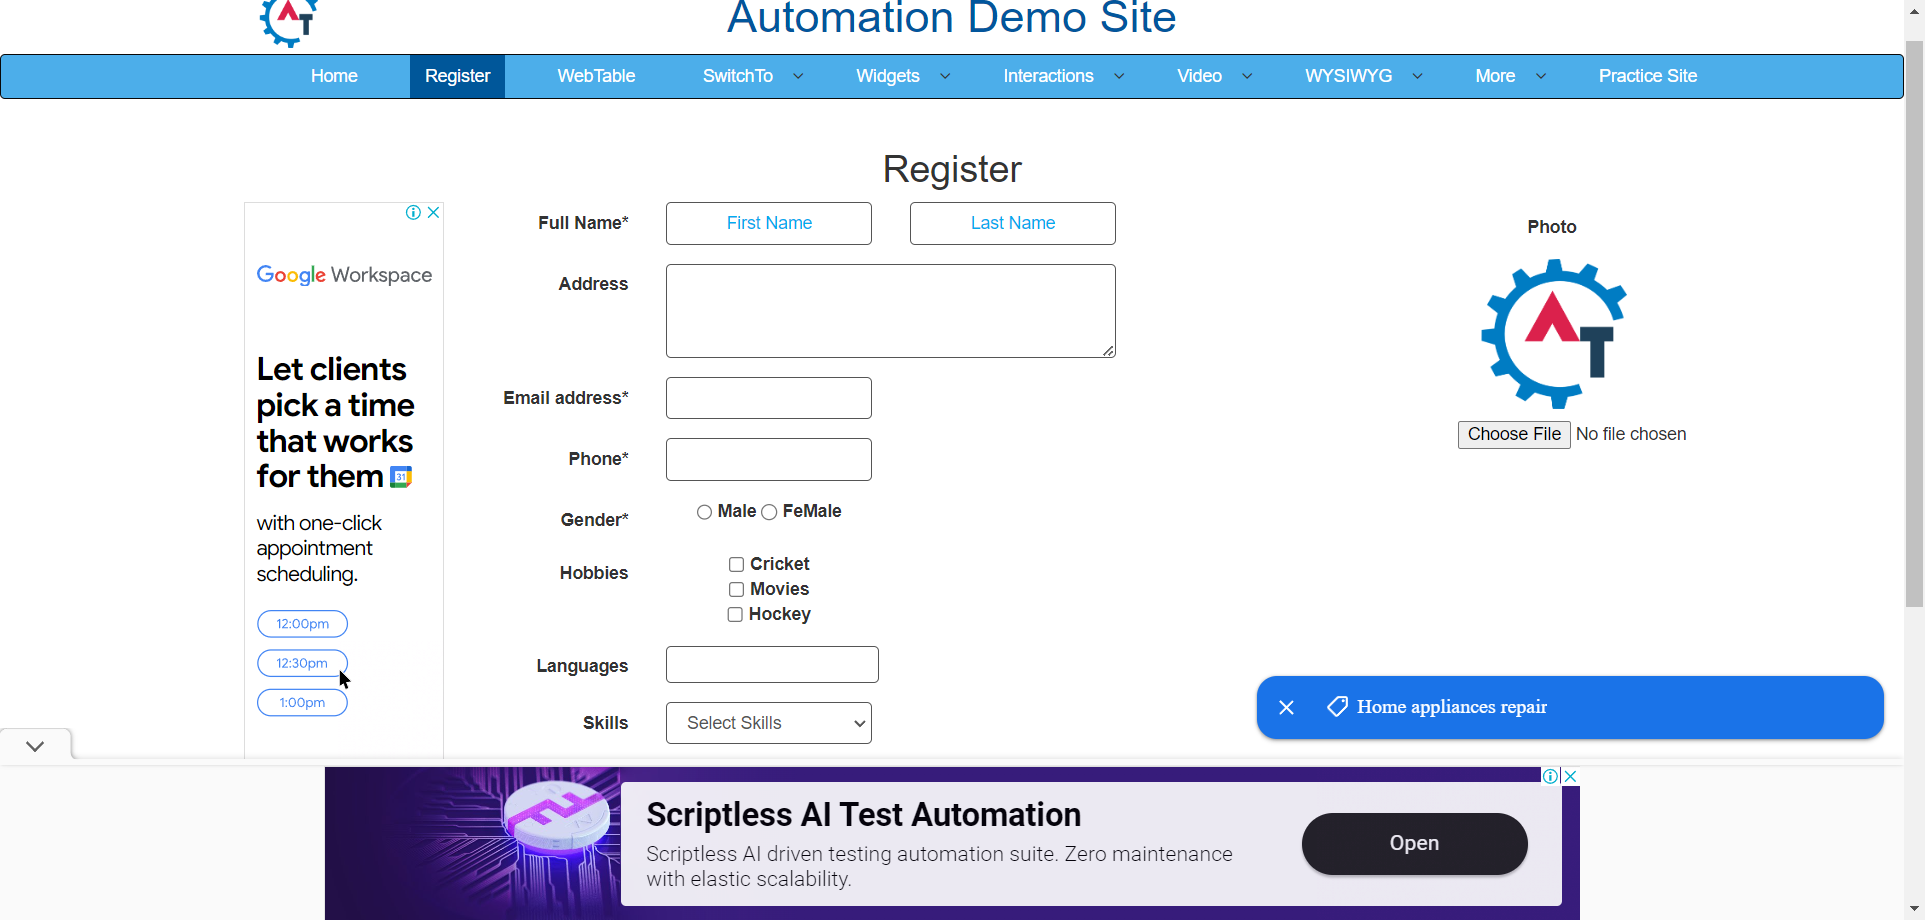 Automation Demo Site
Home Register WebTable SwitchTo Widgets Interactions Video WYSIWYG More Practice Site
Register
Full Name* First Name Last Name
Address
Email address*
Phone*
Gender* Male FeMale
Hobbies Cricket
Movies
Hockey
Languages
Skills Select Skills
Photo
AT
Choose File No file chosen
Google Workspace
Let clients
pick a time
that works
for them 31
with one-click
appointment
scheduling.
12:00pm
12:30pm
1:00pm
Home appliances repair
Scriptless AI Test Automation
Scriptless AI driven testing automation suite. Zero maintenance
with elastic scalability.
Open